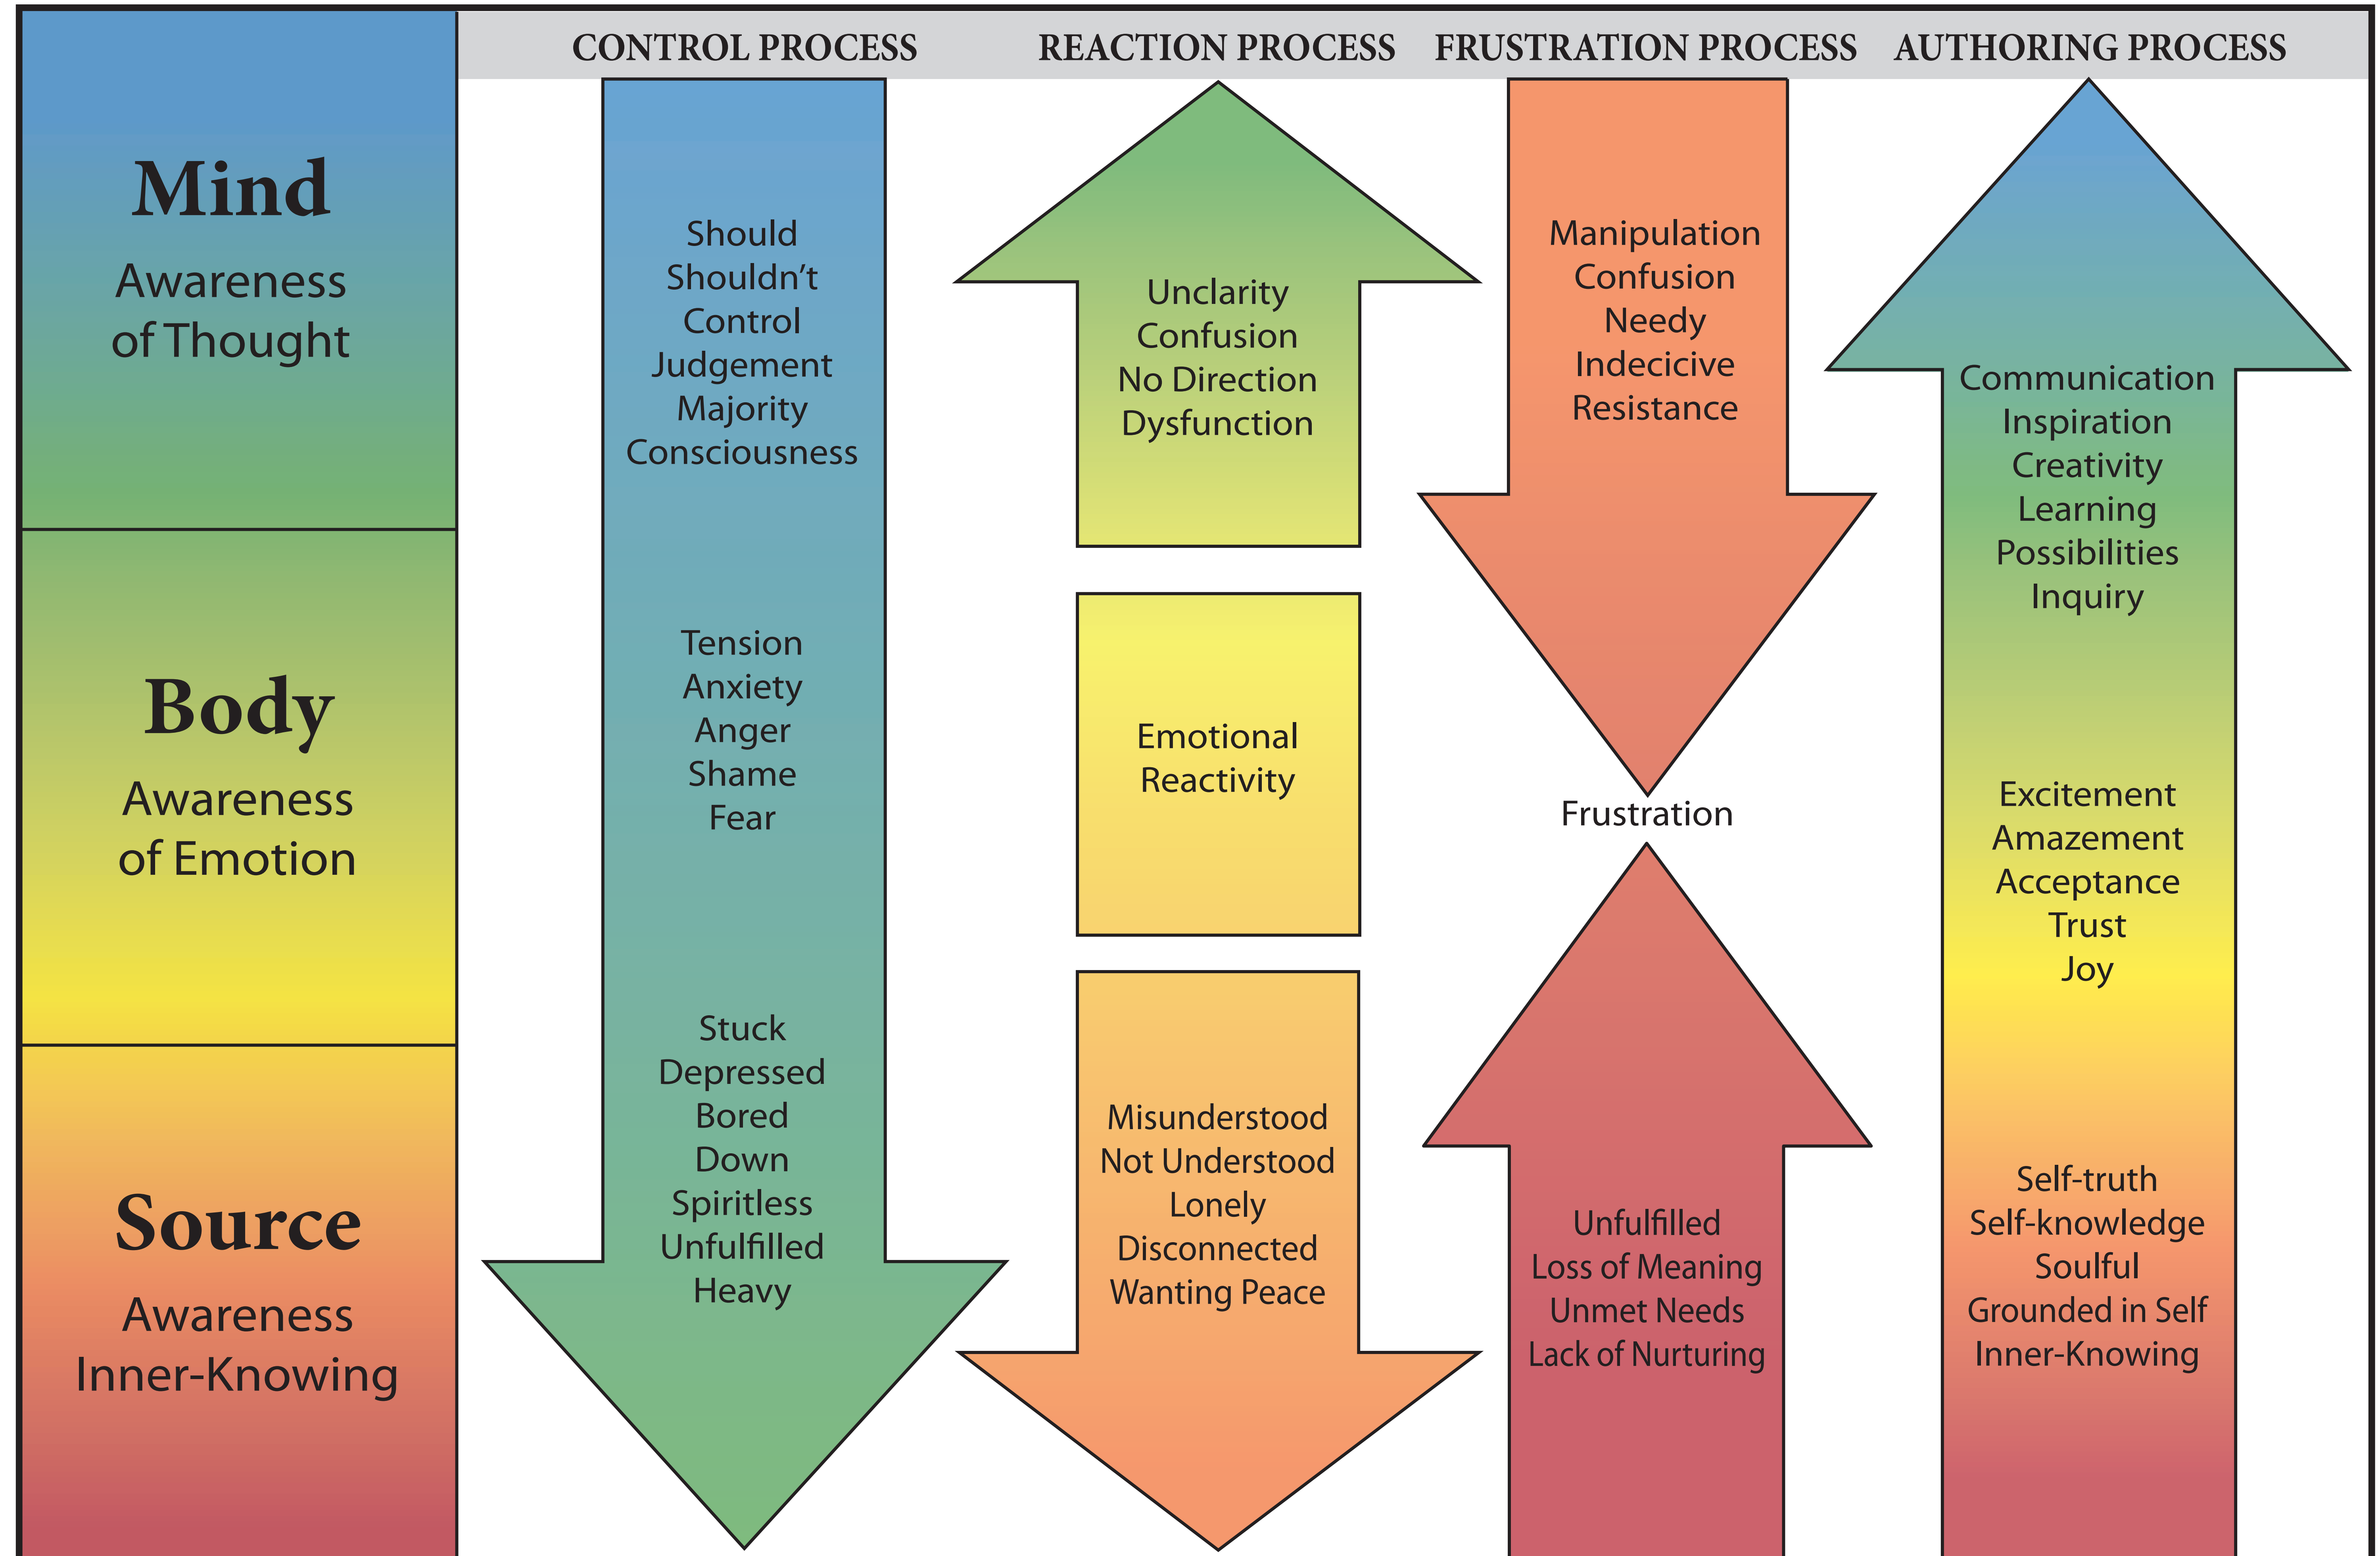 CONTROL PROCESS
REACTION PROCESS
FRUSTRATION PROCESS
AUTHORING PROCESS
Mind
Awareness
of Thought
Body
Awareness
of Emotion
Source
Awareness
Inner-Knowing
Should
Shouldn’t
Control
Judgement
Majority
Consciousness
Tension
Anxiety
Anger
Shame
Fear
Stuck
Depressed
Bored
Down
Spiritless
Unfulfilled
Heavy
Unclarity
Confusion
No Direction
Dysfunction
Emotional
Reactivity
Misunderstood
Not Understood
Lonely
Disconnected
Wanting Peace
Manipulation
Confusion
Needy
Indecicive
Resistance
Frustration
Unfulfilled
Loss of Meaning
Unmet Needs
Lack of Nurturing
Communication
Inspiration
Creativity
Learning
Possibilities
Inquiry
Excitement
Amazement
Acceptance
Trust
Joy
Self-truth
Self-knowledge
Soulful
Grounded in Self
Inner-Knowing